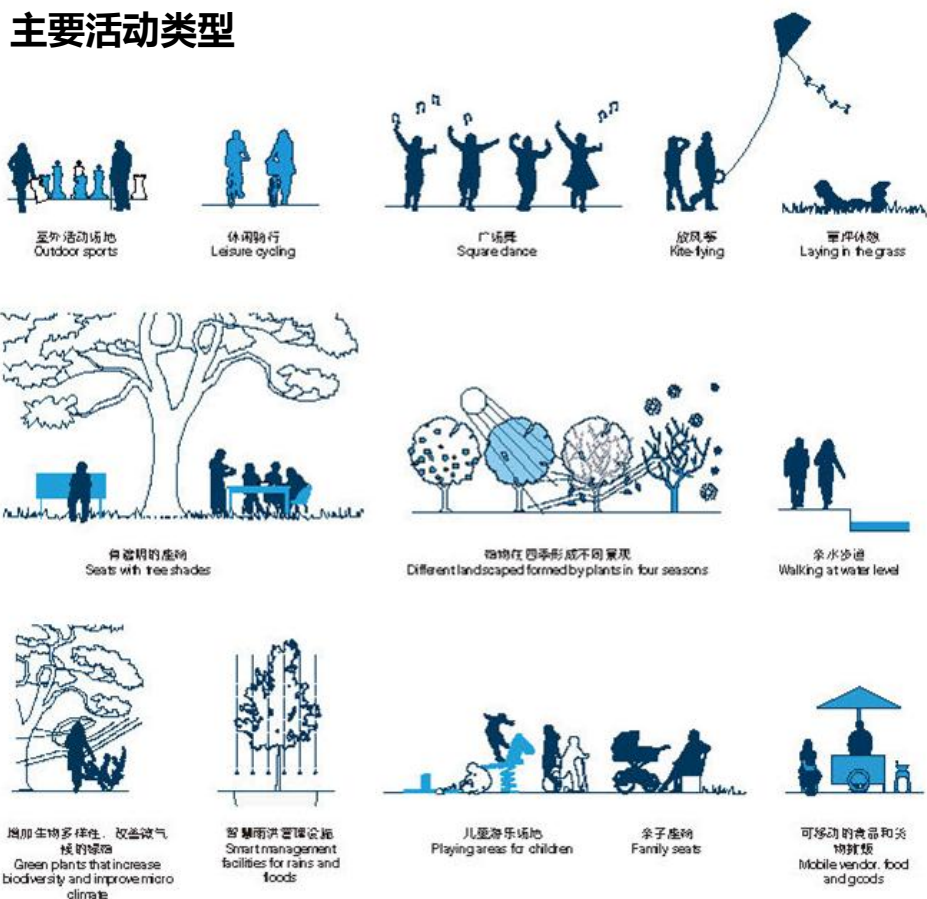 主要活动类型
室外活动场地
Outdoor sports
休闲骑行
Leisure cycling
广场舞
Square dance
放风筝
Kite-flying
草坪休憩
Laying in the grass
有遮阴的座椅
Seats with tree shades
植物在四季形成不同景观
Different landscaped formed by plants in four seasons
亲水步道
Walking at water level
增加生物多样性、改善微气
候的绿植
Green plants that increase
biodiversity and improve micro
climate
智慧雨洪管理设施
Smart management
facilities for rains and
floods
儿童游乐场地
Playing areas for children
亲子座椅
Family seats
可移动的食品和
物摊贩
Mobile vendor, food
and goods